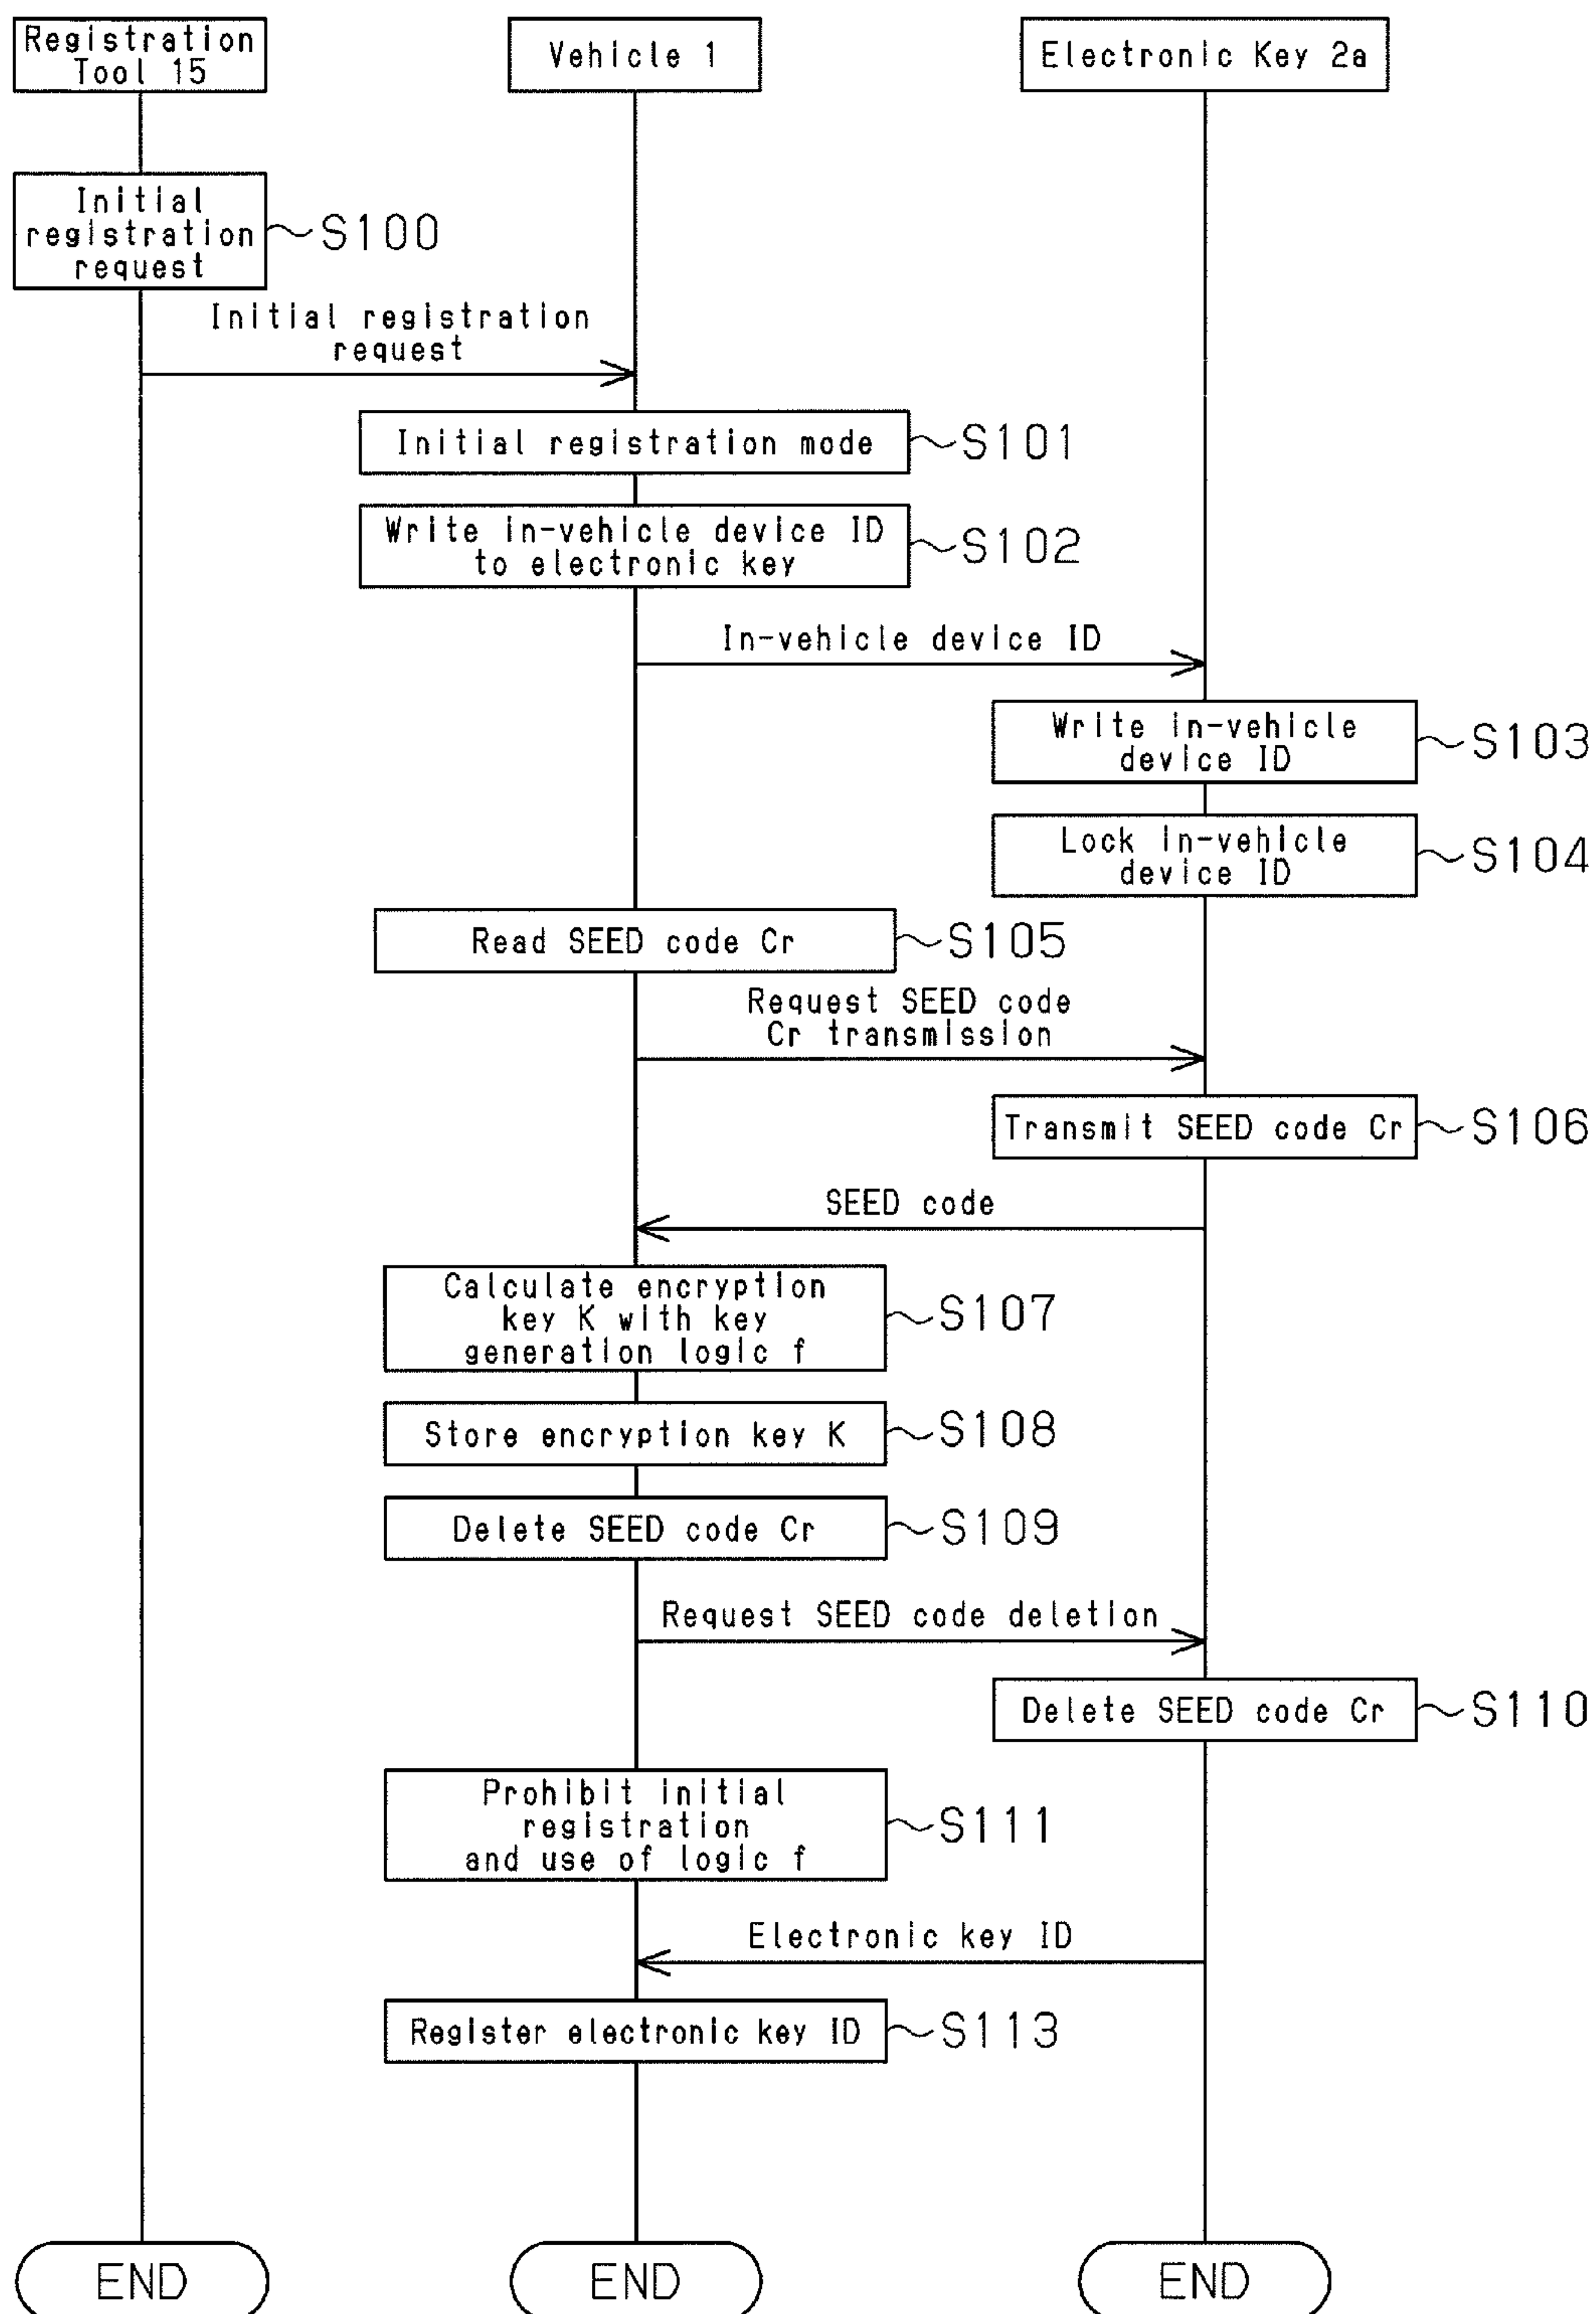 Registration
Tool 15
Vehicle 1
Electronic Key 2a
Initial
registration
request
S100
Initial registration
request
Initial registration mode
S101
Write in-vehicle device ID
to electronic key
S102
In-vehicle device ID
Write in-vehicle
device ID
S103
Lock in-vehicle
device ID
S104
Read SEED code Cr
S105
Request SEED code
Cr transmission
Transmit SEED code Cr
S106
SEED code
Calculate encryption
key K with key
generation logic f
S107
Store encryption key K
S108
Delete SEED code Cr
S109
Request SEED code deletion
Delete SEED code Cr
S110
Prohibit initial
registration
and use of logic f
S111
Electronic key ID
Register electronic key ID
S113
END
END
END